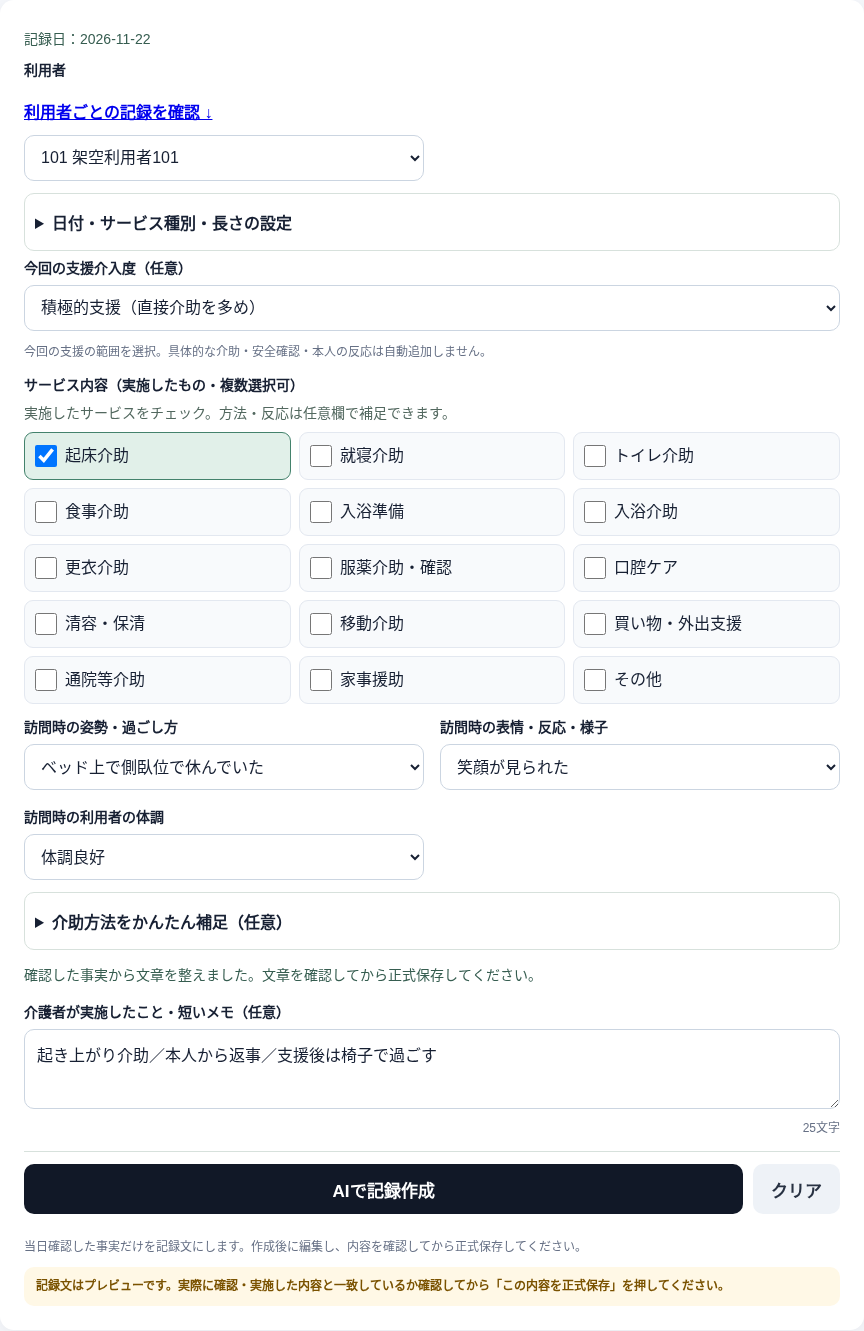 記録日：2026-11-22
利用者
利用者ごとの記録を確認 ↓
101 架空利用者101
▶ 日付・サービス種別・長さの設定
今回の支援介入度（任意）
積極的支援（直接介助を多め）
今回の支援の範囲を選択。具体的な介助・安全確認・本人の反応は自動追加しません。
サービス内容（実施したもの・複数選択可）
実施したサービスをチェック。方法・反応は任意欄で補足できます。
起床介助 就寝介助 トイレ介助
食事介助 入浴準備 入浴介助
更衣介助 服薬介助・確認 口腔ケア
清容・保清 移動介助 買い物・外出支援
通院等介助 家事援助 その他
訪問時の姿勢・過ごし方 訪問時の表情・反応・様子
ベッド上で側臥位で休んでいた 笑顔が見られた
訪問時の利用者の体調
体調良好
▶ 介助方法をかんたん補足（任意）
確認した事実から文章を整えました。文章を確認してから正式保存してください。
介護者が実施したこと・短いメモ（任意）
起き上がり介助／本人から返事／支援後は椅子で過ごす
25文字
AIで記録作成 クリア
当日確認した事実だけを記録文にします。作成後に編集し、内容を確認してから正式保存してください。
記録文はプレビューです。実際に確認・実施した内容と一致しているか確認してから「この内容を正式保存」を押してください。